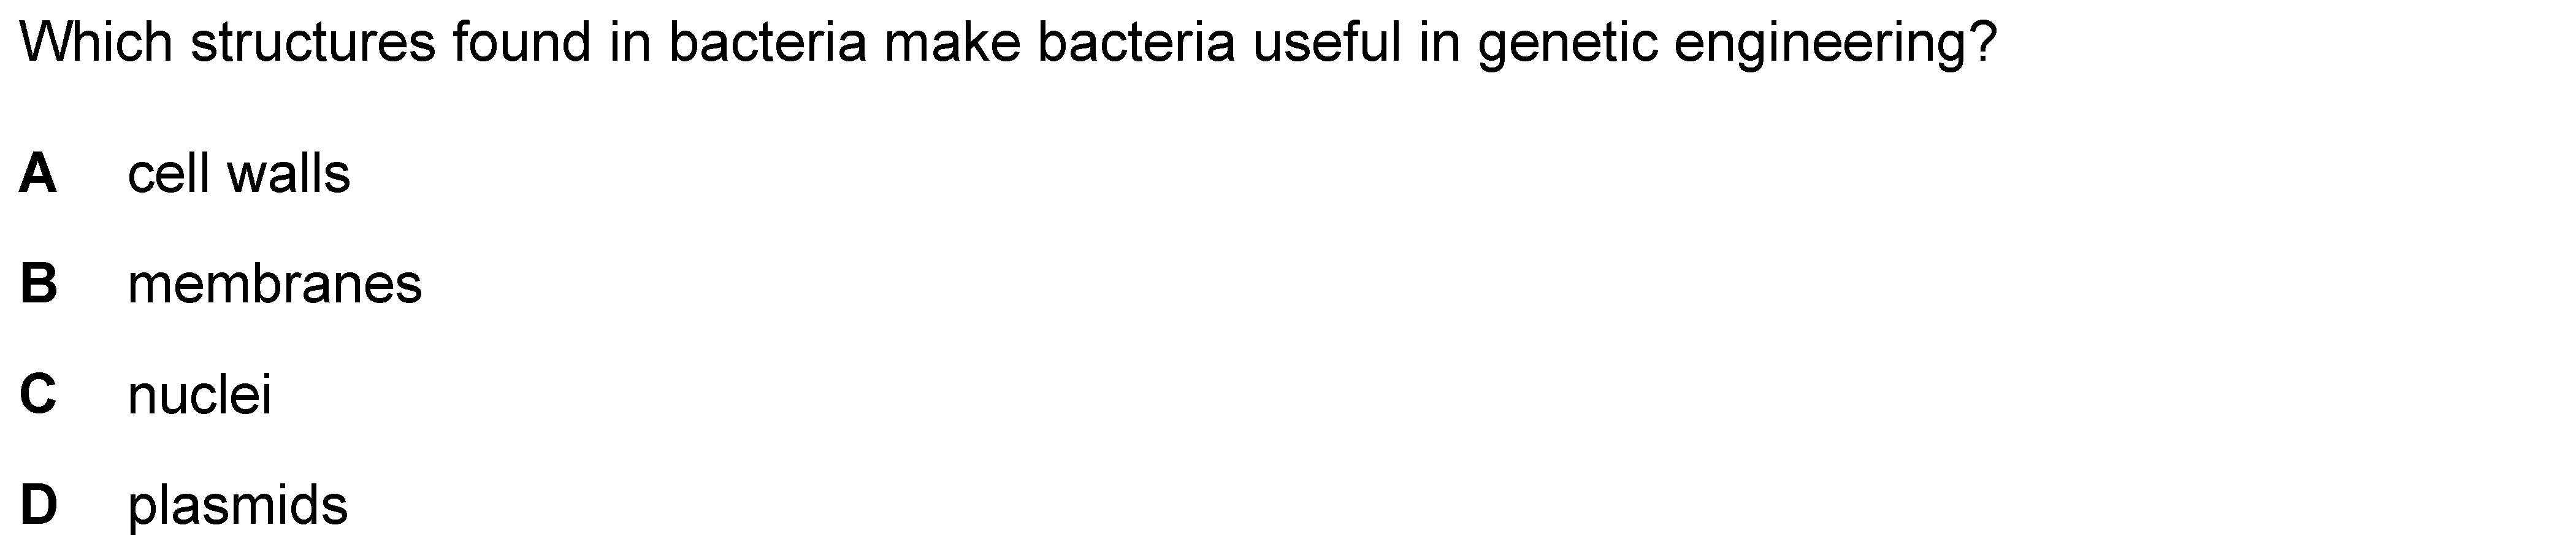 Which structures found in bacteria make bacteria useful in genetic engineering?
A cell walls
B membranes
C nuclei
D plasmids